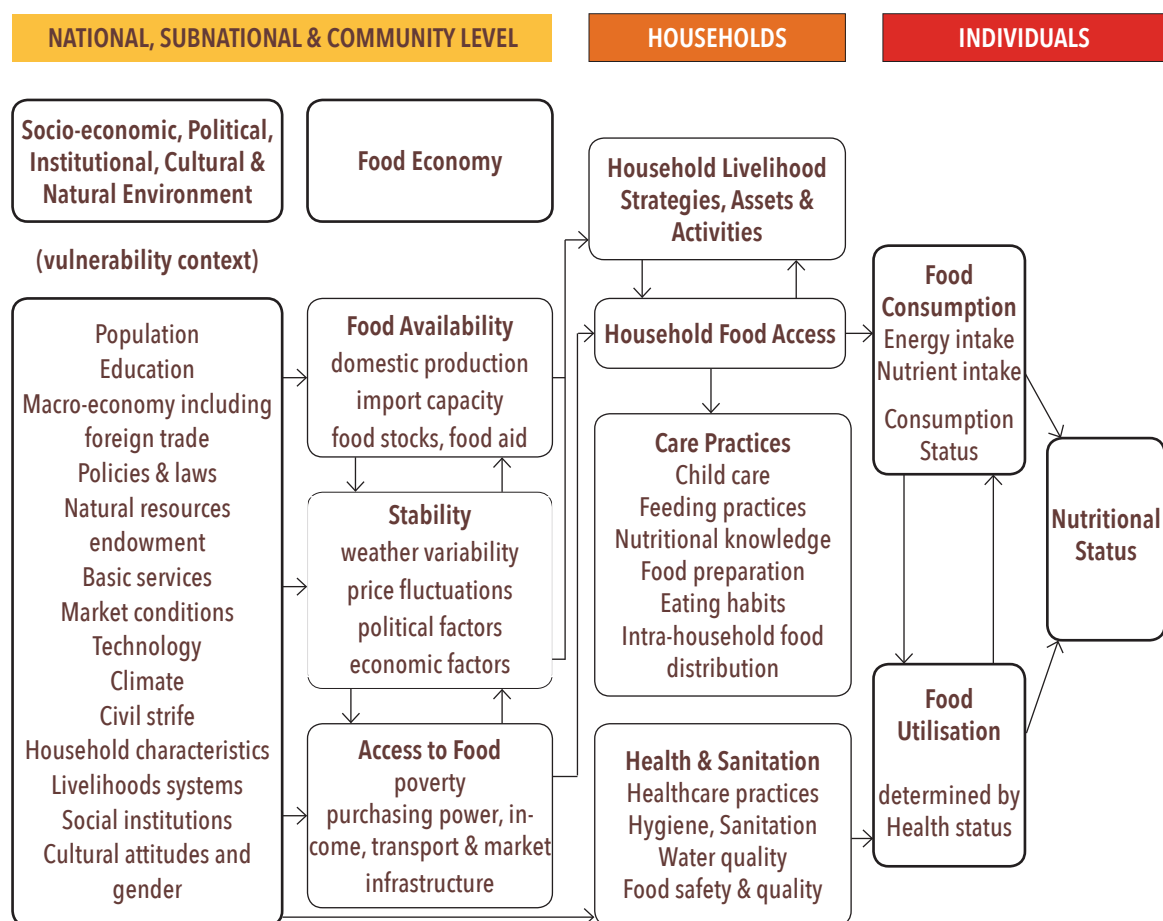 NATIONAL, SUBNATIONAL & COMMUNITY LEVEL
HOUSEHOLDS
INDIVIDUALS
Socio-economic, Political,
Institutional, Cultural &
Natural Environment
(vulnerability context)
Population
Education
Macro-economy including
foreign trade
Policies & laws
Natural resources
endowment
Basic services
Market conditions
Technology
Climate
Civil strife
Household characteristics
Livelihoods systems
Social institutions
Cultural attitudes and
gender
Food Economy
Food Availability
domestic production
import capacity
food stocks, food aid
Stability
weather variability
price fluctuations
political factors
economic factors
Access to Food
poverty
purchasing power, in-
come, transport & market
infrastructure
Household Livelihood
Strategies, Assets &
Activities
Household Food Access
Care Practices
Child care
Feeding practices
Nutritional knowledge
Food preparation
Eating habits
Intra-household food
distribution
Health & Sanitation
Healthcare practices
Hygiene, Sanitation
Water quality
Food safety & quality
Food
Consumption
Energy intake
Nutrient intake
Consumption
Status
Food
Utilisation
determined by
Health status
Nutritional
Status